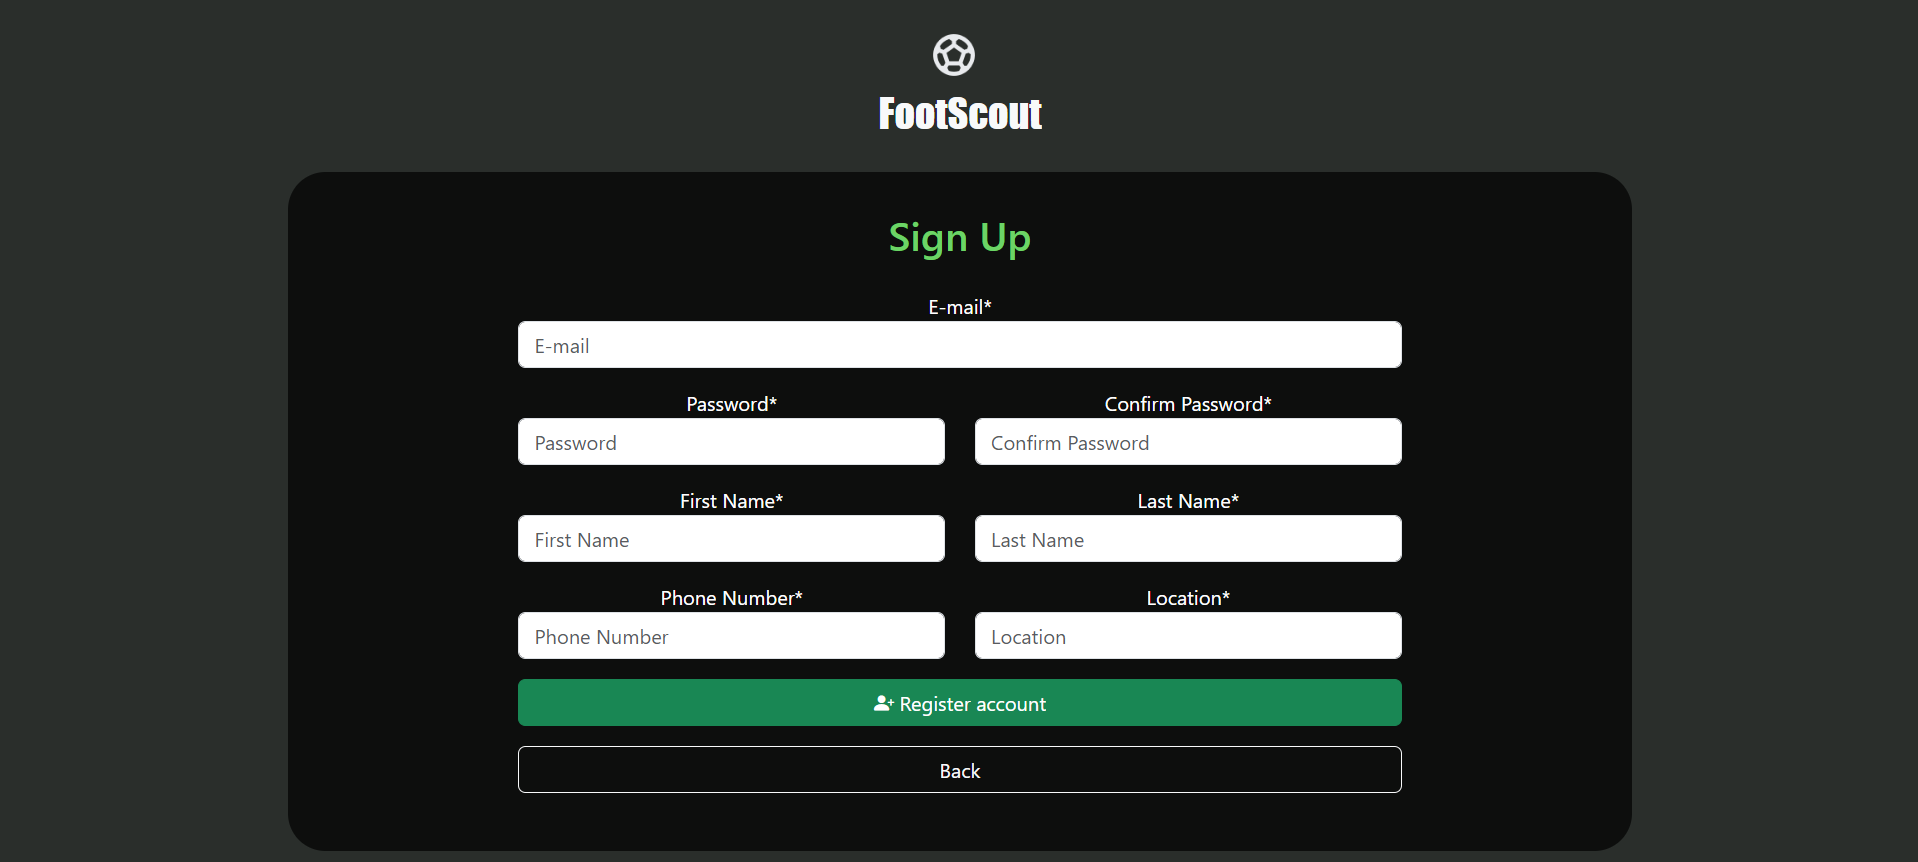 FootScout
Sign Up
E-mail*
E-mail
Password*
Confirm Password*
Password
Confirm Password
First Name*
Last Name*
First Name
Last Name
Phone Number*
Location*
Phone Number
Location
Register account
Back